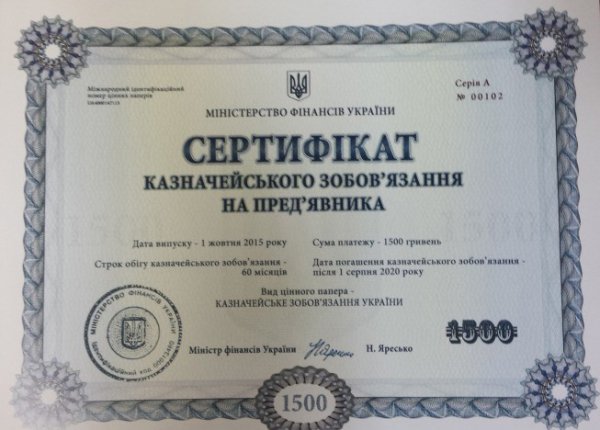 Міжнародний ідентифікаційний
номер цінних паперів
Серія А
№ 00102
МІНІСТЕРСТВО ФІНАНСІВ УКРАЇНИ
СЕРТИФІКАТ
КАЗНАЧЕЙСЬКОГО ЗОБОВ'ЯЗАННЯ
НА ПРЕД'ЯВНИКА
Дата випуску - 1 жовтня 2015 року
Сума платежу - 1500 гривень
Строк обігу казначейського зобов'язання -
60 місяців
Дата погашення казначейського зобов'язання -
після 1 серпня 2020 року
Вид цінного папера -
КАЗНАЧЕЙСЬКЕ ЗОБОВ'ЯЗАННЯ УКРАЇНИ
МІНІСТЕРСТВО ФІНАНСІВ УКРАЇНИ
1500
Міністр фінансів України
Н. Яресько
1500